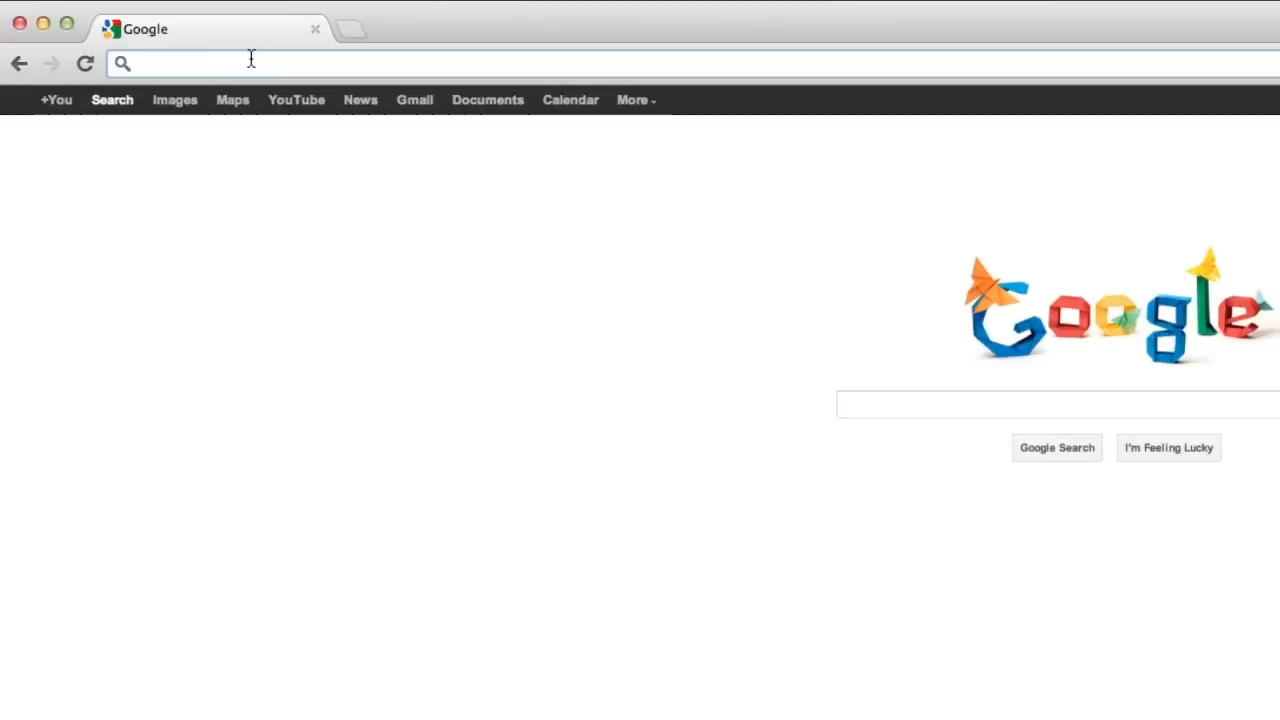 Google
+You Search Images Maps YouTube News Gmail Documents Calendar More
Google
Google Search I'm Feeling Lucky